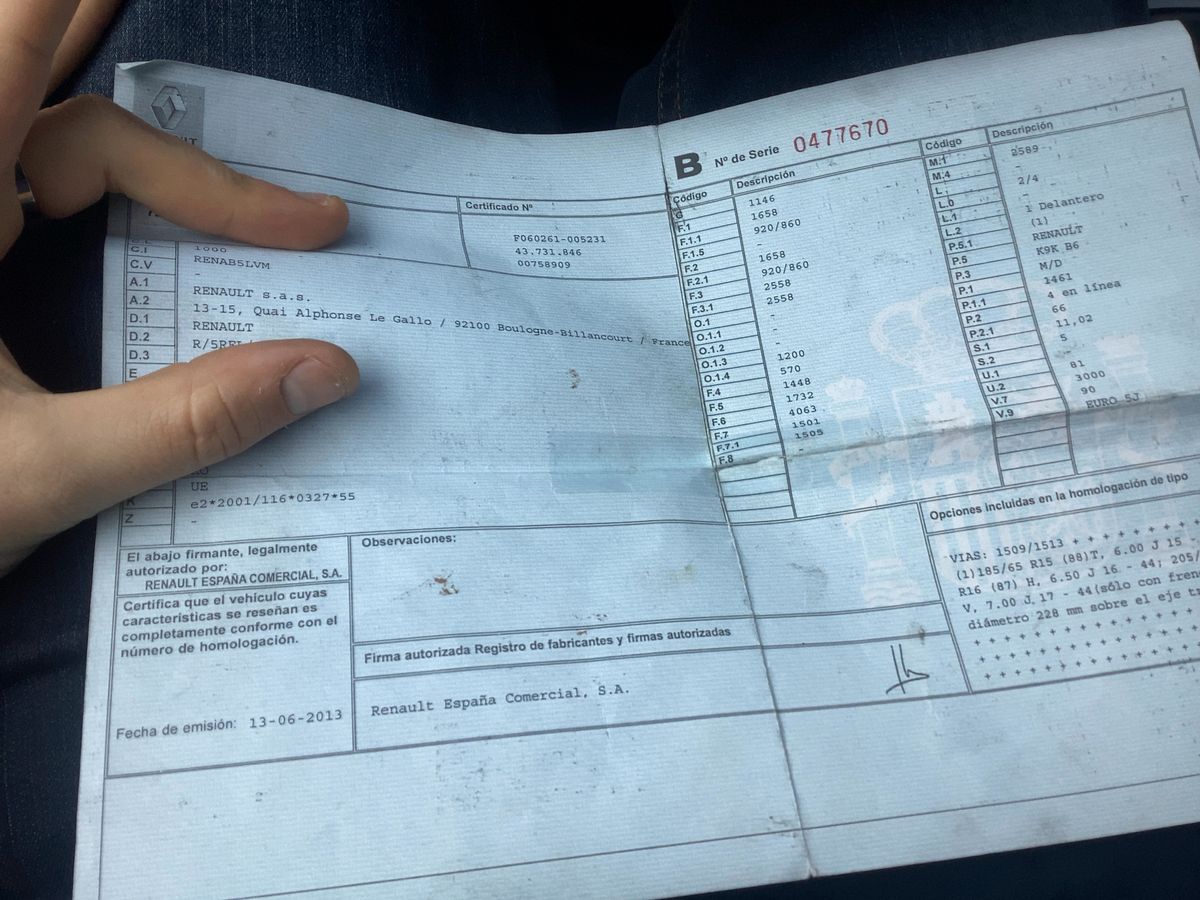 B Nº de Serie 0477670
Certificado Nº
F060261-005231
43.731.846
00758909
C.I 1000
C.V RENAB5LVM
A.1 -
A.2 RENAULT s.a.s.
D.1 13-15, Quai Alphonse Le Gallo / 92100 Boulogne-Billancourt / France
D.2 RENAULT
D.3
E
UE
K e2*2001/116*0327*55
Z -
El abajo firmante, legalmente
autorizado por:
RENAULT ESPAÑA COMERCIAL, S.A.
Certifica que el vehículo cuyas
características se reseñan es
completamente conforme con el
número de homologación.
Fecha de emisión: 13-06-2013
Observaciones:
Firma autorizada Registro de fabricantes y firmas autorizadas
Renault España Comercial, S.A.
Código Descripción
G 1146
F.1 1658
F.1.1 920/860
F.1.5 -
F.2 1658
F.2.1 920/860
F.3 2558
F.3.1 2558
O.1 -
O.1.1 -
O.1.2 -
O.1.3 1200
O.1.4 570
F.4 1448
F.5 1732
F.6 4063
F.7 1501
F.7.1 1505
F.8 -
Código Descripción
M.1 2589
M.4 -
L 2/4
L.0 1 Delantero
L.1 (1)
L.2 RENAULT
P.5.1 K9K B6
P.5 M/D
P.3 1461
P.1 4 en línea
P.1.1 66
P.2 11,02
P.2.1 5
S.1 -
S.2 81
U.1 3000
U.2 90
V.7 EURO 5J
V.9
Opciones incluidas en la homologación de tipo
VIAS: 1509/1513 + + + + + + +
(1)185/65 R15 (88)T, 6.00 J 15 -
R16 (87) H, 6.50 J 16 - 44; 205/
V, 7.00 J 17 - 44(sólo con fren
diámetro 228 mm sobre el eje
+ + + + + + + + + + + +
+ + + + + + + + + + + +
+ + + + + + + + + + + +